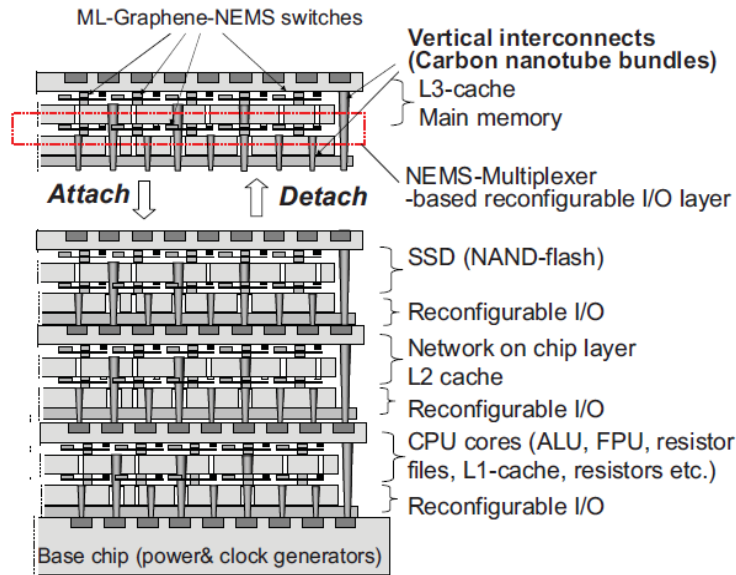 ML-Graphene-NEMS switches
Vertical interconnects
(Carbon nanotube bundles)
L3-cache
Main memory
NEMS-Multiplexer
-based reconfigurable I/O layer
Attach
Detach
SSD (NAND-flash)
Reconfigurable I/O
Network on chip layer
L2 cache
Reconfigurable I/O
CPU cores (ALU, FPU, resistor
files, L1-cache, resistors etc.)
Reconfigurable I/O
Base chip (power& clock generators)